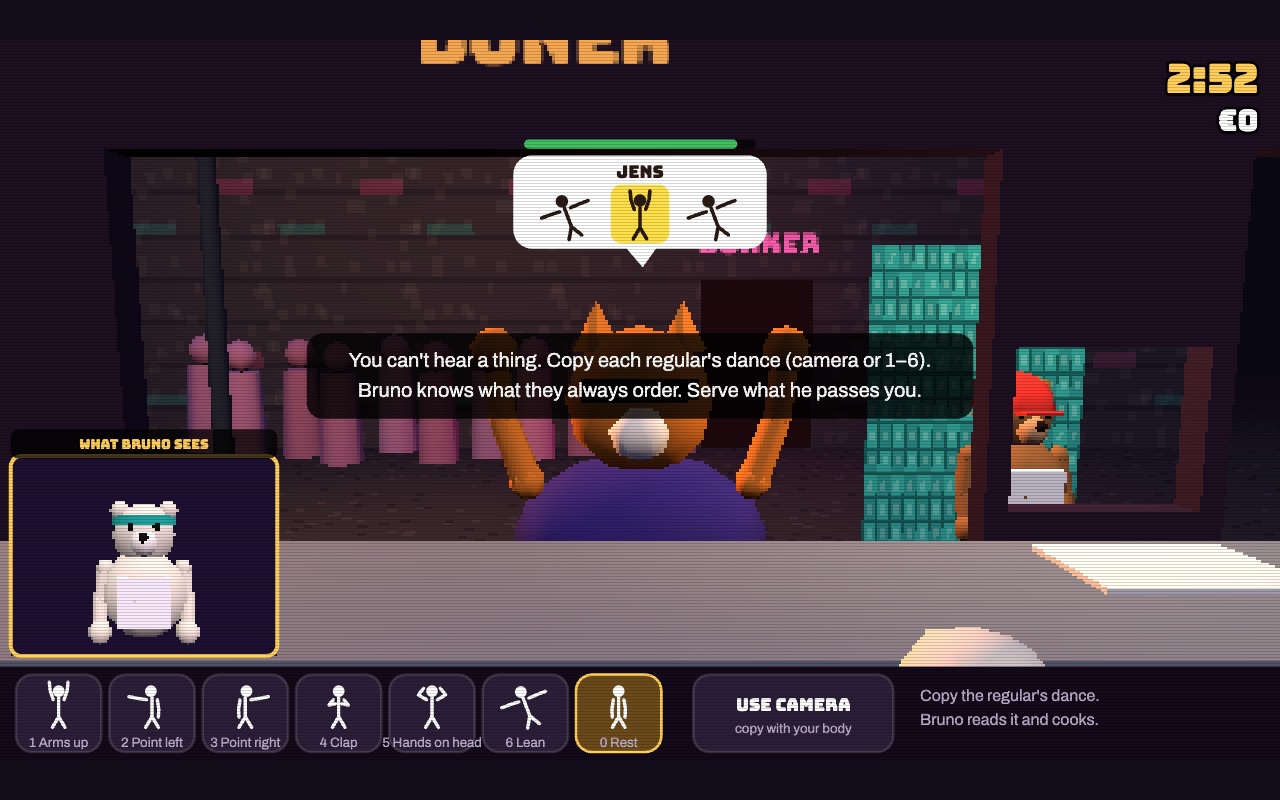 DÖNER
2:52
€0
JENS
You can't hear a thing. Copy each regular's dance (camera or 1–6).
Bruno knows what they always order. Serve what he passes you.
WHAT BRUNO SEES
1 Arms up
2 Point left
3 Point right
4 Clap
5 Hands on head
6 Lean
0 Rest
USE CAMERA
copy with your body
Copy the regular's dance.
Bruno reads it and cooks.